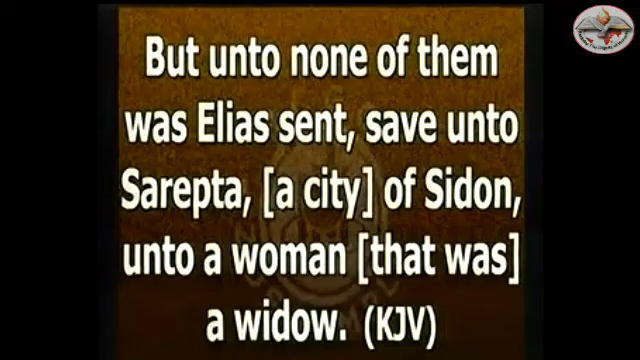 But unto none of them
was Elias sent, save unto
Sarepta, [a city] of Sidon,
unto a woman [that was]
a widow. (KJV)